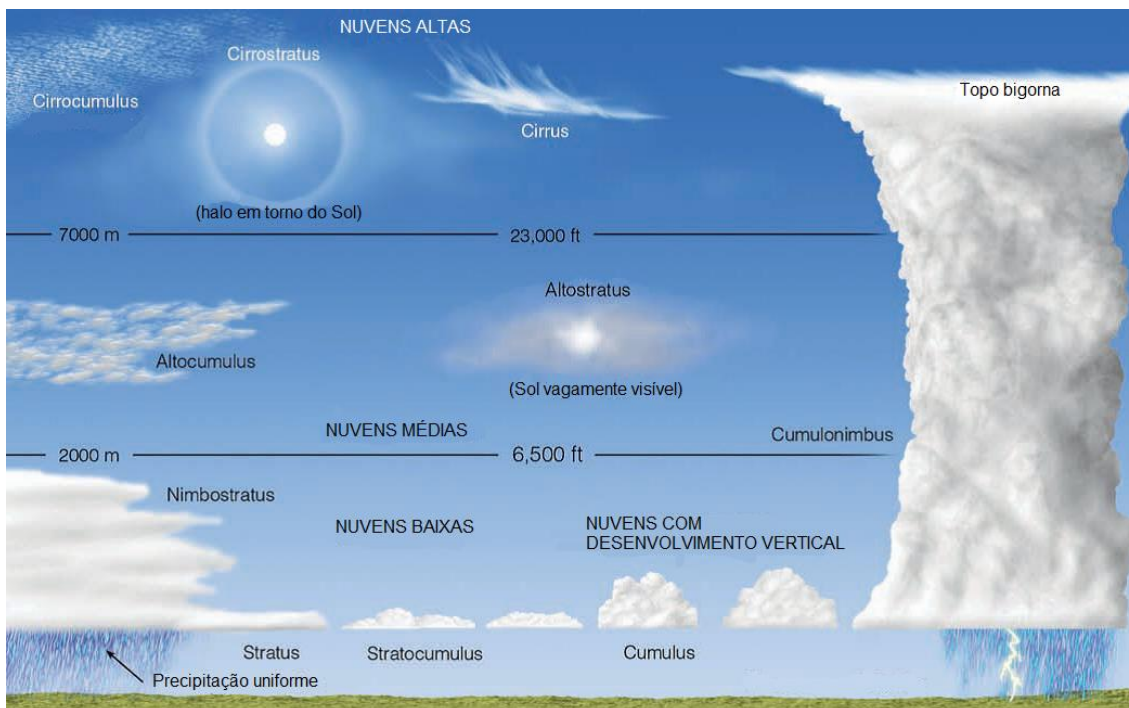 NUVENS ALTAS
Cirrostratus
Cirrocumulus
Cirrus
Topo bigorna
(halo em torno do Sol)
7000 m
23,000 ft
Altostratus
Altocumulus
(Sol vagamente visível)
NUVENS MÉDIAS
Cumulonimbus
2000 m
6,500 ft
Nimbostratus
NUVENS BAIXAS
NUVENS COM
DESENVOLVIMENTO VERTICAL
Stratus
Stratocumulus
Cumulus
Precipitação uniforme